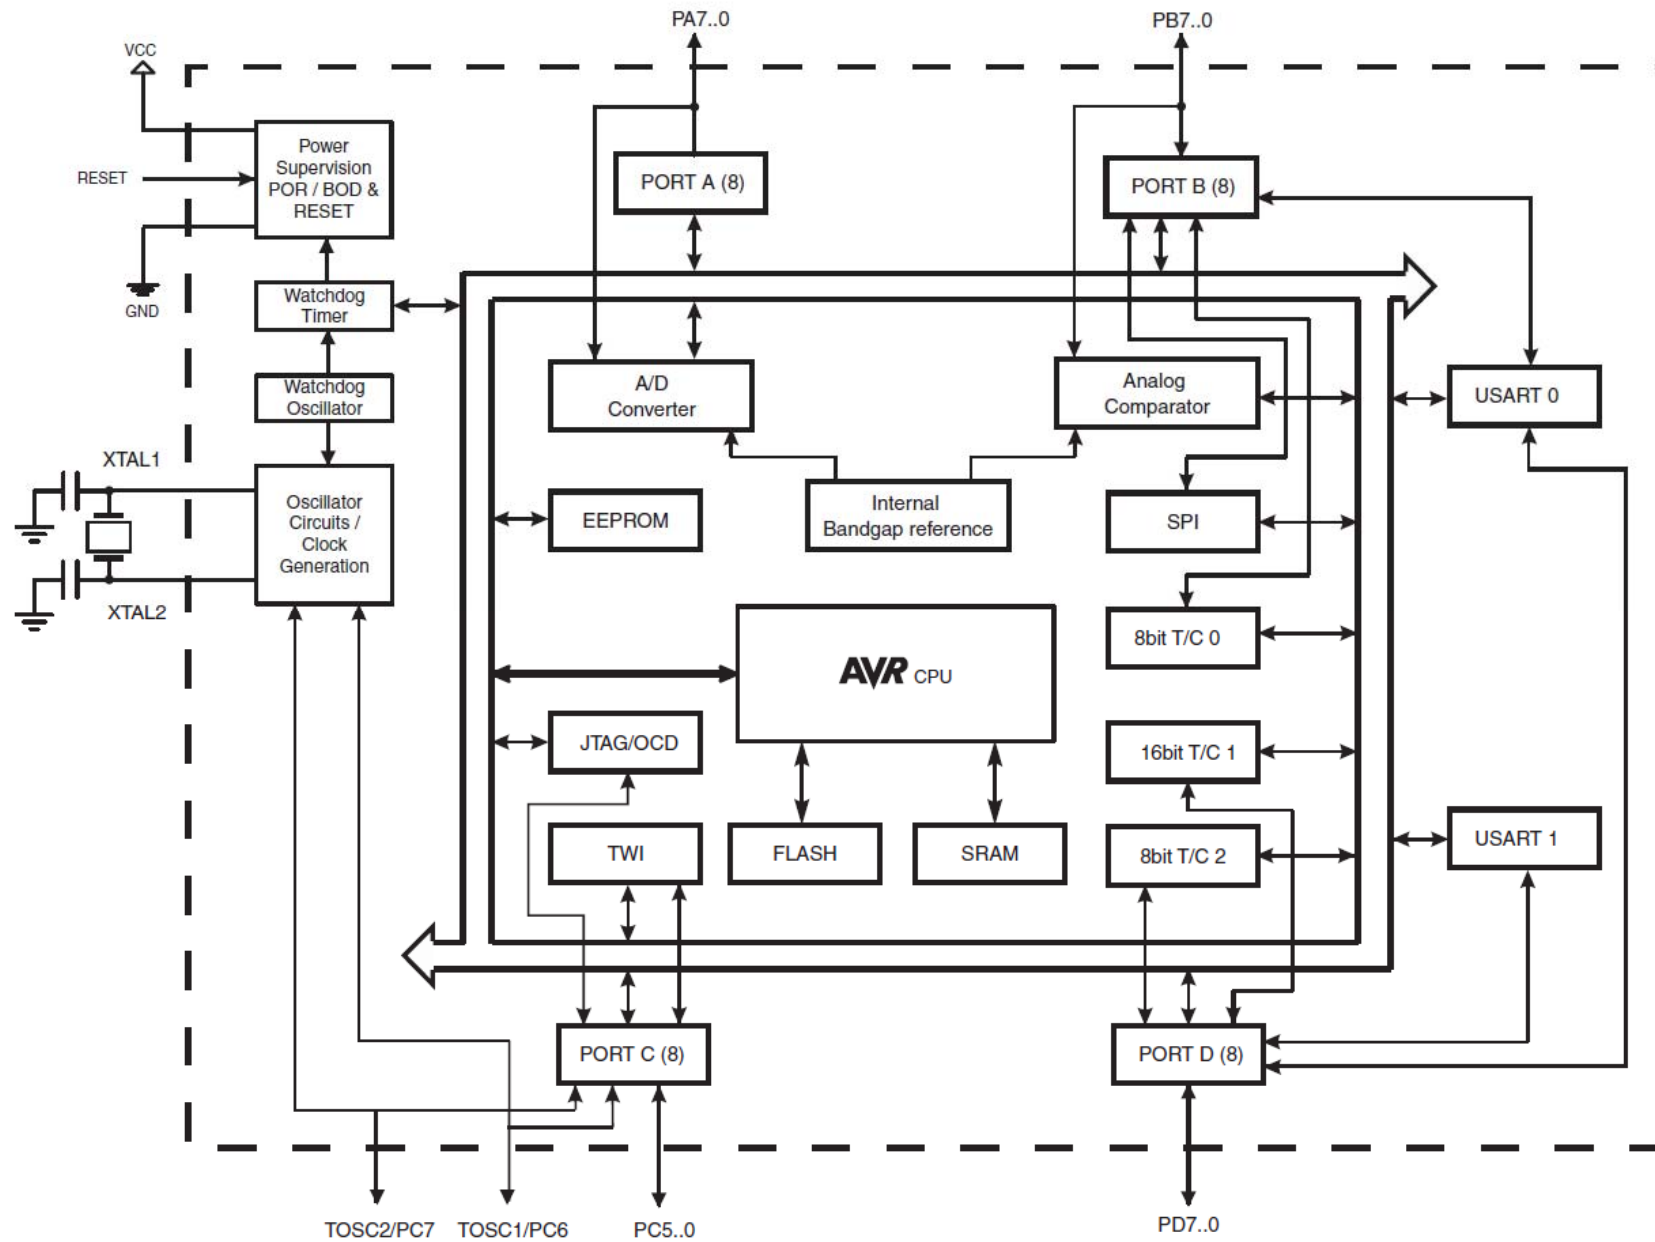 PA7..0
PB7..0
VCC
RESET
GND
Power
Supervision
POR / BOD &
RESET
PORT A (8)
PORT B (8)
Watchdog
Timer
Watchdog
Oscillator
A/D
Converter
Analog
Comparator
USART 0
XTAL1
XTAL2
Oscillator
Circuits /
Clock
Generation
EEPROM
Internal
Bandgap reference
SPI
8bit T/C 0
AVR CPU
JTAG/OCD
16bit T/C 1
TWI
FLASH
SRAM
8bit T/C 2
USART 1
PORT C (8)
PORT D (8)
TOSC2/PC7
TOSC1/PC6
PC5..0
PD7..0